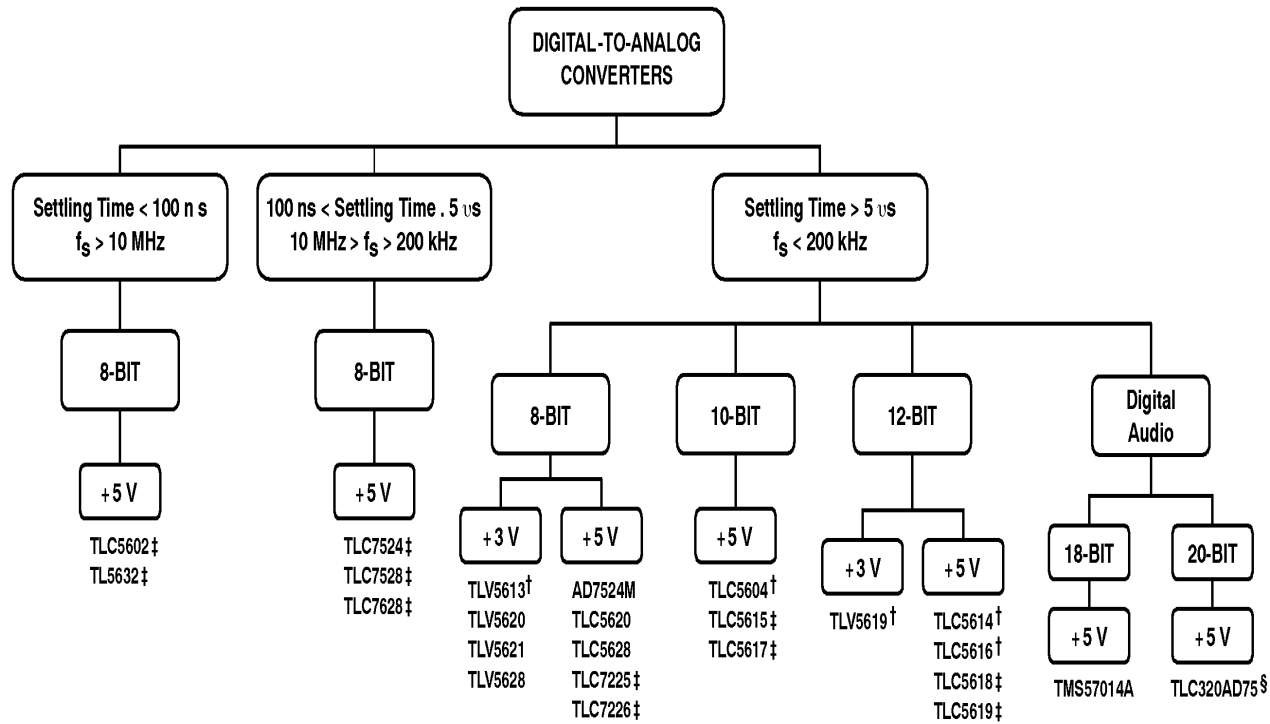 DIGITAL-TO-ANALOG
CONVERTERS
Settling Time < 100 n s
fs > 10 MHz
100 ns < Settling Time . 5 υs
10 MHz > fs > 200 kHz
Settling Time > 5 υs
fs < 200 kHz
8-BIT
8-BIT
8-BIT
10-BIT
12-BIT
Digital
Audio
+5 V
TLC5602‡
TL5632‡
+5 V
TLC7524‡
TLC7528‡
TLC7628‡
+3 V
TLV5613†
TLV5620
TLV5621
TLV5628
+5 V
AD7524M
TLC5620
TLC5628
TLC7225‡
TLC7226‡
+5 V
TLC5604†
TLC5615‡
TLC5617‡
+3 V
TLV5619†
+5 V
TLC5614†
TLC5616†
TLC5618‡
TLC5619‡
18-BIT
+5 V
TMS57014A
20-BIT
+5 V
TLC320AD75§